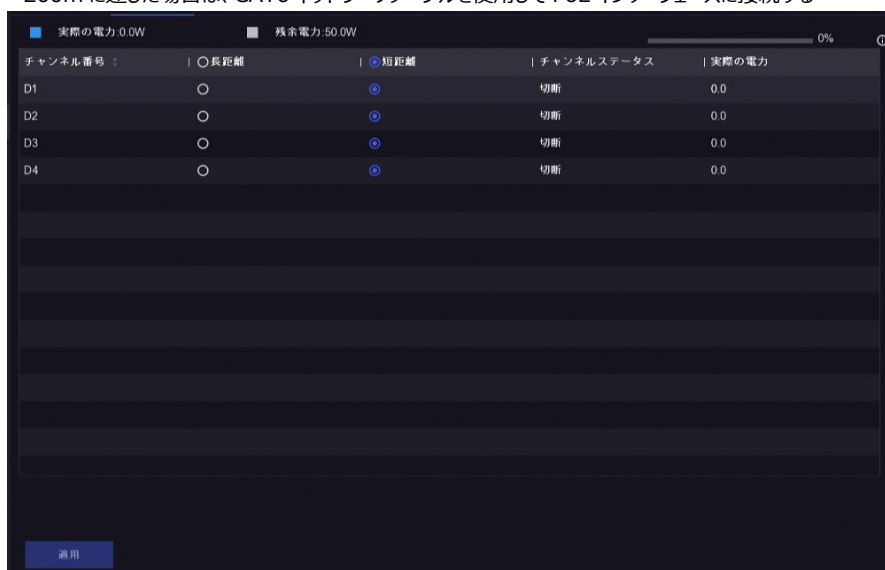 実際の電力:0.0W 残余電力:50.0W 0%
チャンネル番号 長距離 短距離 チャンネルステータス 実際の電力
D1 切断 0.0
D2 切断 0.0
D3 切断 0.0
D4 切断 0.0
適用